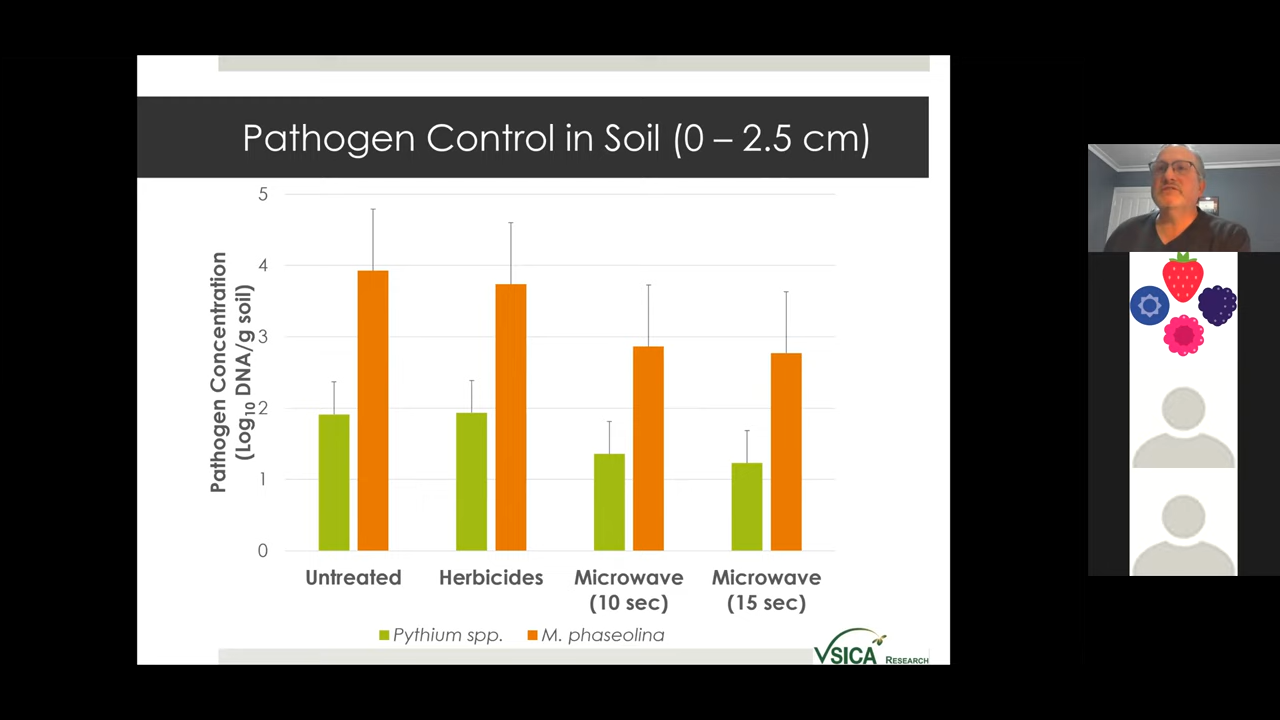 Pathogen Control in Soil (0 – 2.5 cm)
Pathogen Concentration
(Log₁₀ DNA/g soil)
5
4
3
2
1
0
Untreated
Herbicides
Microwave
(10 sec)
Microwave
(15 sec)
Pythium spp.
M. phaseolina
VSICA RESEARCH